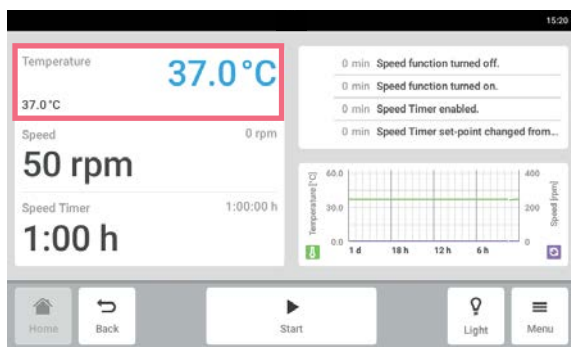 15:20
Temperature
37.0°C
37.0°C
Speed
0 rpm
50 rpm
Speed Timer
1:00:00 h
1:00 h
0 min Speed function turned off.
0 min Speed function turned on.
0 min Speed Timer enabled.
0 min Speed Timer set-point changed from...
Temperature [°C]
60.0
30.0
0.0
400
200
0
Speed [rpm]
1 d 18 h 12 h 6 h
Home
Back
Start
Light
Menu